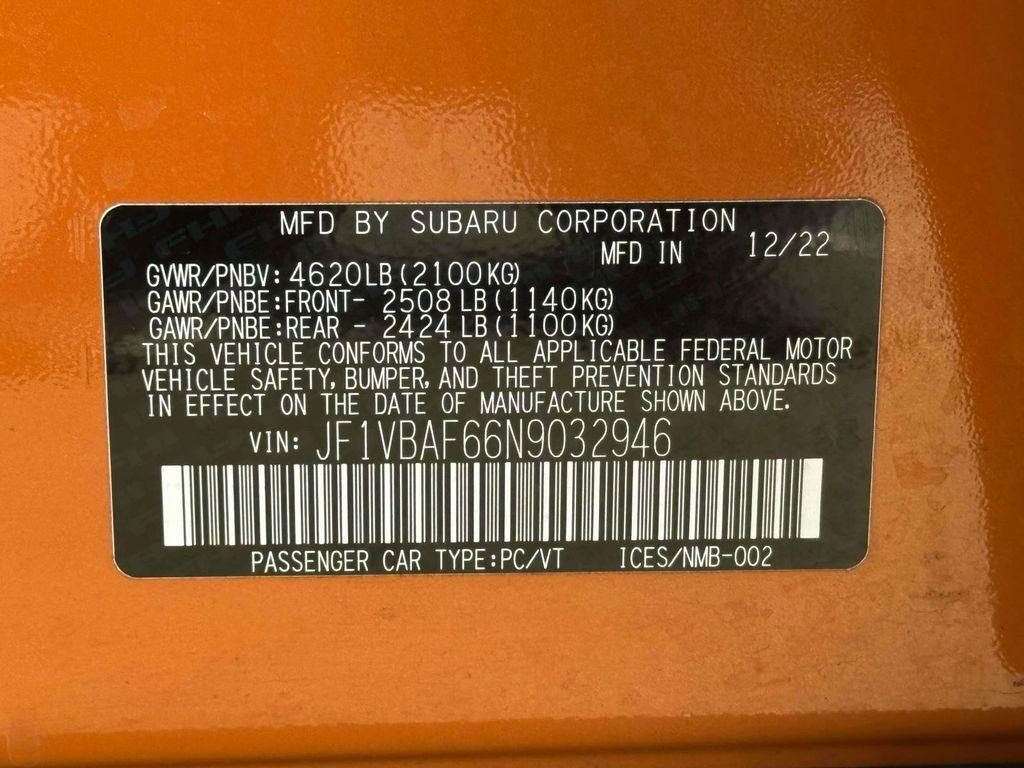 MFD BY SUBARU CORPORATION
MFD IN 12/22
GVWR/PNBV: 4620LB(2100KG)
GAWR/PNBE:FRONT- 2508 LB(1140KG)
GAWR/PNBE:REAR - 2424 LB(1100KG)
THIS VEHICLE CONFORMS TO ALL APPLICABLE FEDERAL MOTOR
VEHICLE SAFETY, BUMPER, AND THEFT PREVENTION STANDARDS
IN EFFECT ON THE DATE OF MANUFACTURE SHOWN ABOVE.
VIN: JF1VBAF66N9032946
PASSENGER CAR TYPE:PC/VT ICES/NMB-002